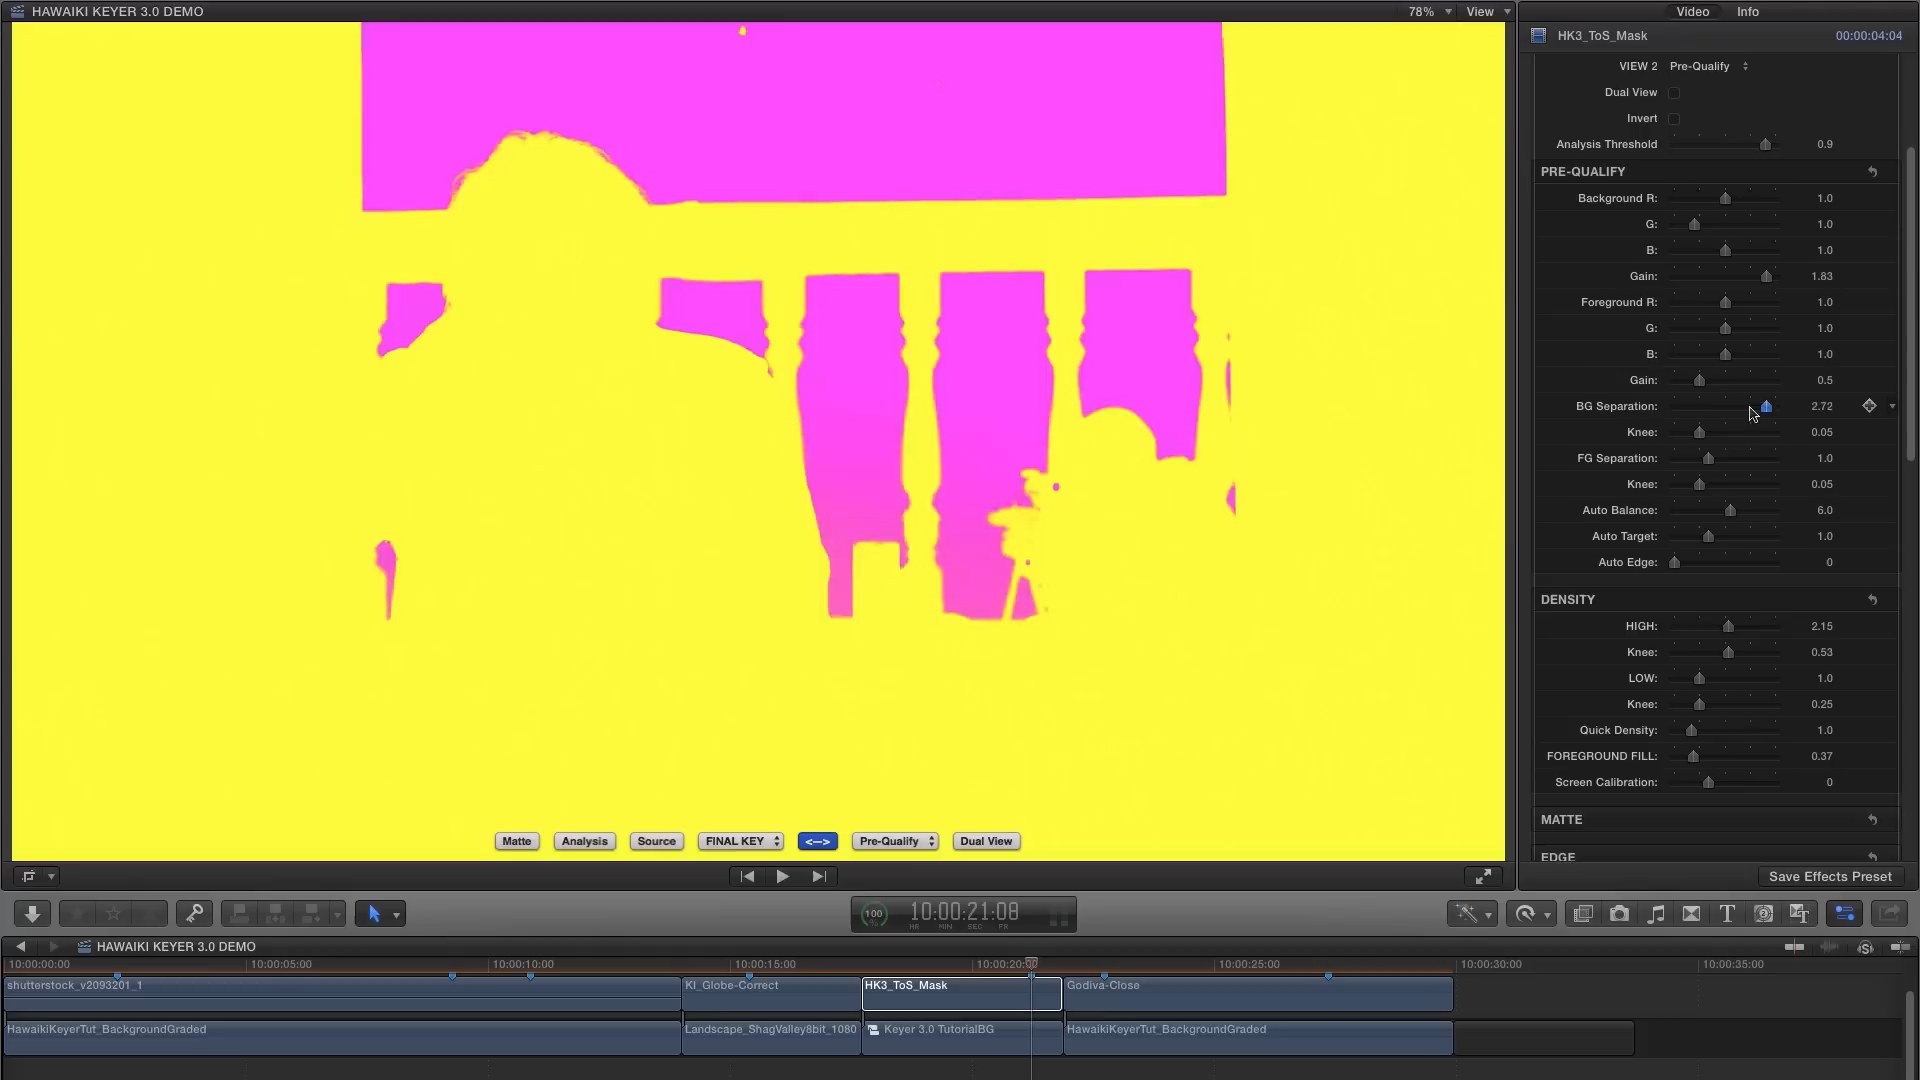 HAWAIKI KEYER 3.0 DEMO
78% View
Video Info
HK3_ToS_Mask 00:00:04:04
VIEW 2 Pre-Qualify
Dual View
Invert
Analysis Threshold 0.9
PRE-QUALIFY
Background R: 1.0
G: 1.0
B: 1.0
Gain: 1.83
Foreground R: 1.0
G: 1.0
B: 1.0
Gain: 0.5
BG Separation: 2.72
Knee: 0.05
FG Separation: 1.0
Knee: 0.05
Auto Balance: 6.0
Auto Target: 1.0
Auto Edge: 0
DENSITY
HIGH: 2.15
Knee: 0.53
LOW: 1.0
Knee: 0.25
Quick Density: 1.0
FOREGROUND FILL: 0.37
Screen Calibration: 0
MATTE
EDGE
Matte Analysis Source FINAL KEY <--> Pre-Qualify Dual View
Save Effects Preset
100 % 10:00:21:08
HR MIN SEC FR
HAWAIKI KEYER 3.0 DEMO
10:00:00:00 10:00:05:00 10:00:10:00 10:00:15:00 10:00:20:00 10:00:25:00 10:00:30:00 10:00:35:00
shutterstock_v2093201_1 KI_Globe-Correct HK3_ToS_Mask Godiva-Close
HawaikiKeyerTut_BackgroundGraded Landscape_ShagValley8bit_1080 Keyer 3.0 TutorialBG HawaikiKeyerTut_BackgroundGraded